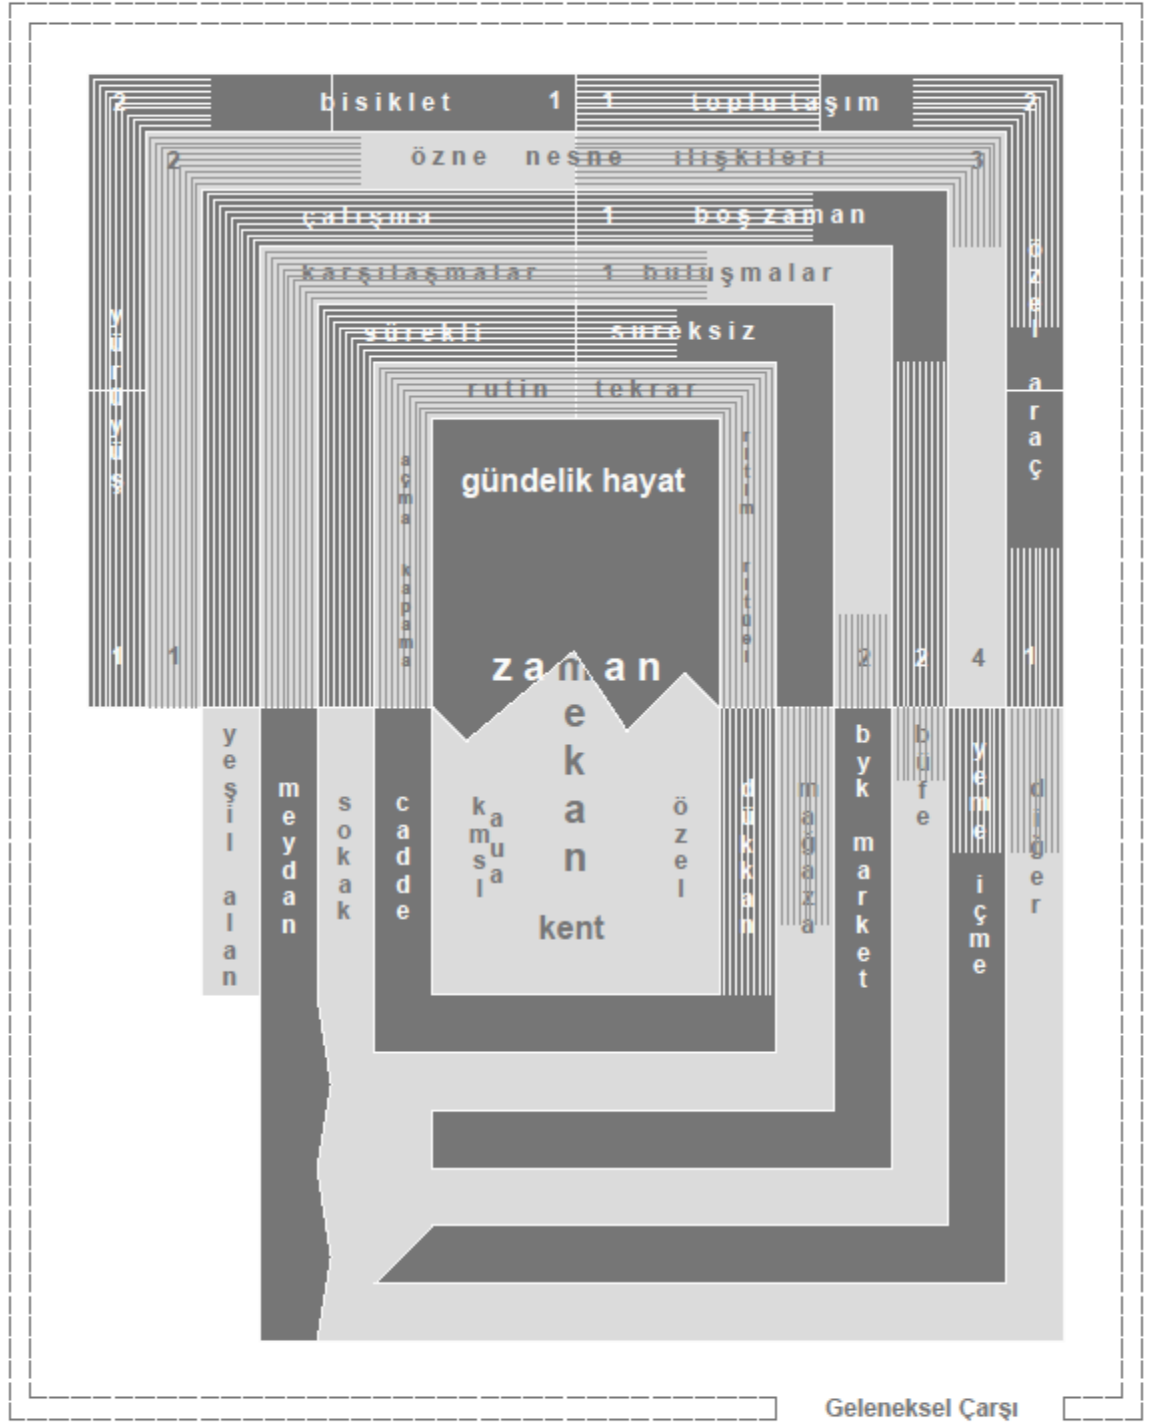 2 bisiklet 1 1 toplu taşım 2
2 özne nesne ilişkileri 3
çalışma 1 boş zaman
karşılaşmalar 1 buluşmalar
sürekli süreksiz
rutin tekrar
yürüyüş
açma kapama
gündelik hayat
ritim ritüel
özel araç
zaman
1 1 2 2 4 1
yeşil alan
meydan
sokak
cadde
kamsl
kamusal
mekan
özel
kent
dükkan
mağaza
byk market
büfe
yeme içme
diğer
Geleneksel Çarşı